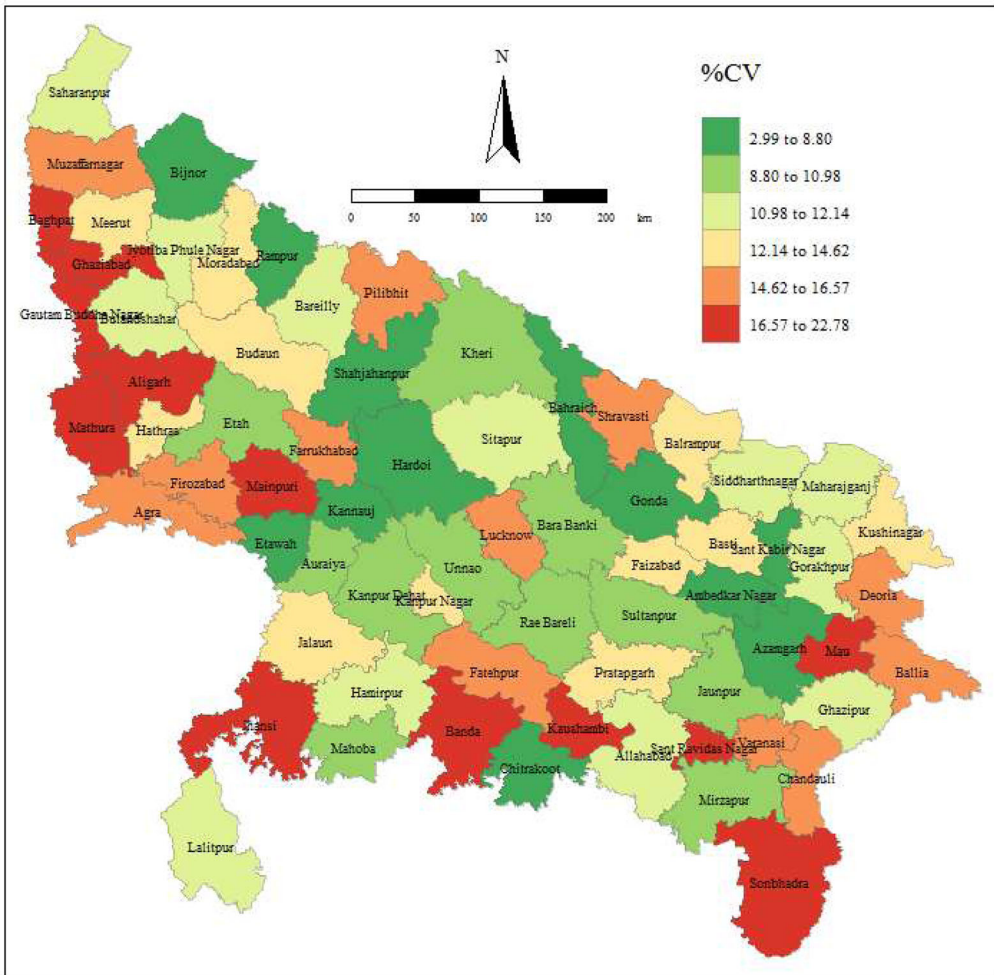 N
%CV
2.99 to 8.80
8.80 to 10.98
10.98 to 12.14
12.14 to 14.62
14.62 to 16.57
16.57 to 22.78
0 50 100 150 200 km
Saharanpur
Muzaffarnagar
Bijnor
Baghpat
Meerut
Jyotiba Phule Nagar
Moradabad
Rampur
Ghaziabad
Bareilly
Pilibhit
Gautam Buddha Nagar
Bulandshahar
Budaun
Kheri
Shahjahanpur
Aligarh
Bahraich
Shravasti
Mathura
Hathras
Etah
Farrukhabad
Sitapur
Balrampur
Hardoi
Siddharthnagar
Maharajganj
Firozabad
Mainpuri
Gonda
Agra
Kannauj
Lucknow
Bara Banki
Kushinagar
Etawah
Basti
Sant Kabir Nagar
Auraiya
Unnao
Faizabad
Gorakhpur
Kanpur Dehat
Kanpur Nagar
Ambedkar Nagar
Deoria
Rae Bareli
Sultanpur
Jalaun
Azamgarh
Mau
Fatehpur
Pratapgarh
Ballia
Hamirpur
Jaunpur
Ghazipur
Jhansi
Banda
Kaushambi
Mahoba
Sant Ravidas Nagar
Varanasi
Allahabad
Chitrakoot
Chandauli
Mirzapur
Lalitpur
Sonbhadra